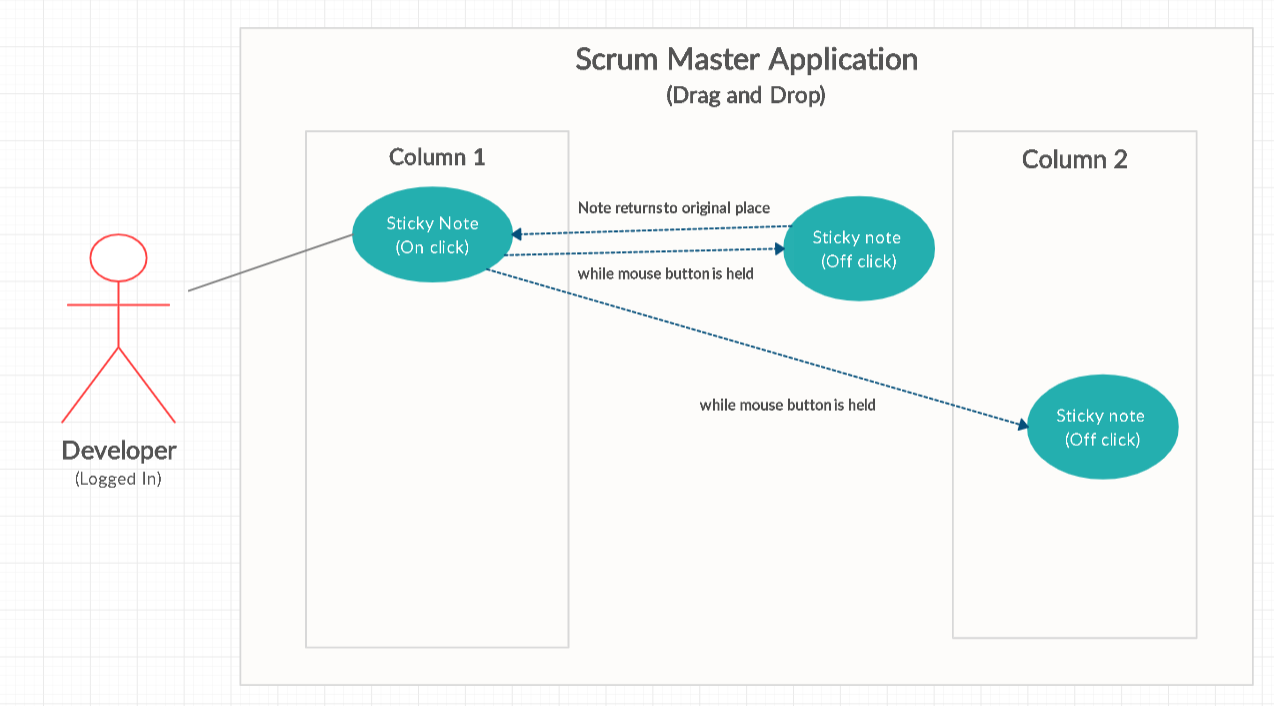 Scrum Master Application
(Drag and Drop)
Column 1
Column 2
Sticky Note
(On click)
Note returns to original place
while mouse button is held
Sticky note
(Off click)
while mouse button is held
Sticky note
(Off click)
Developer
(Logged In)